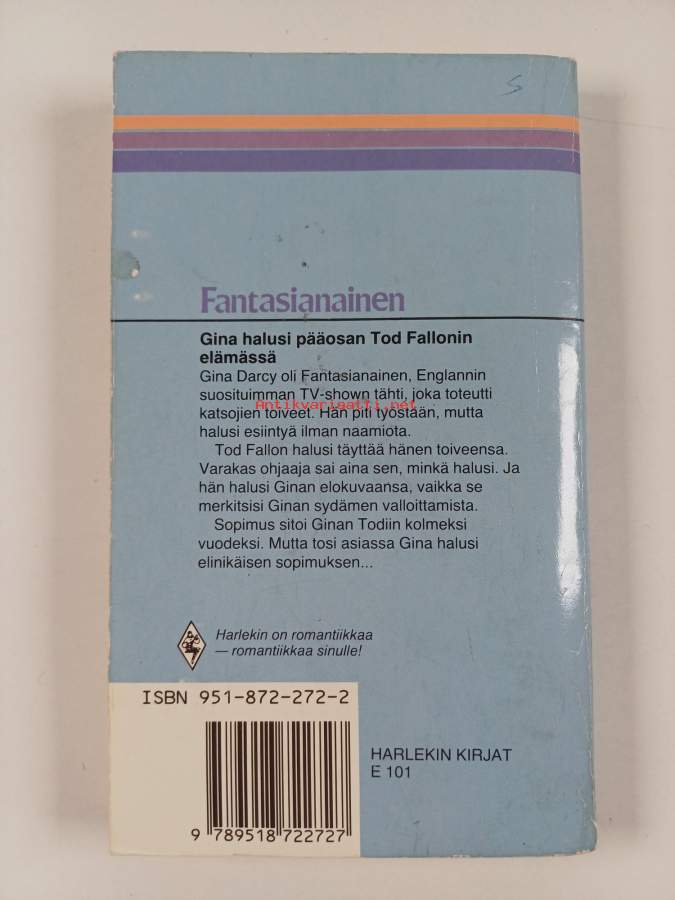 S
Fantasianainen
Gina halusi pääosan Tod Fallonin
elämässä
Gina Darcy oli Fantasianainen, Englannin
suosituimman TV-shown tähti, joka toteutti
katsojien toiveet. Hän piti työstään, mutta
halusi esiintyä ilman naamiota.
Tod Fallon halusi täyttää hänen toiveensa.
Varakas ohjaaja sai aina sen, minkä halusi. Ja
hän halusi Ginan elokuvaansa, vaikka se
merkitsisi Ginan sydämen valloittamista.
Sopimus sitoi Ginan Todiin kolmeksi
vuodeksi. Mutta tosi asiassa Gina halusi
elinikäisen sopimuksen...
Antikvariaatti.net
Harlekin on romantiikkaa
— romantiikkaa sinulle!
ISBN 951-872-272-2
HARLEKIN KIRJAT
E 101
9 789518 722727